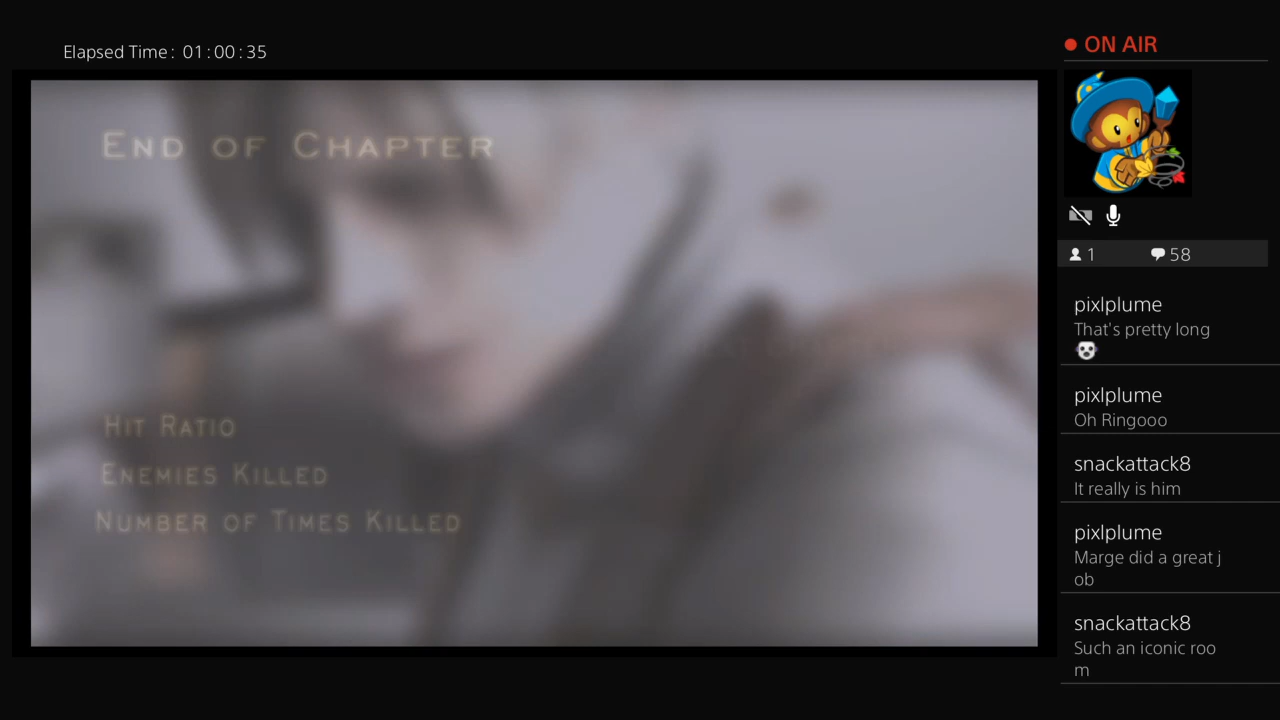 Elapsed Time: 01:00:35
ON AIR
END OF CHAPTER
HIT RATIO
ENEMIES KILLED
NUMBER OF TIMES KILLED
1
58
pixlplume
That's pretty long
pixlplume
Oh Ringooo
snackattack8
It really is him
pixlplume
Marge did a great j
ob
snackattack8
Such an iconic roo
m